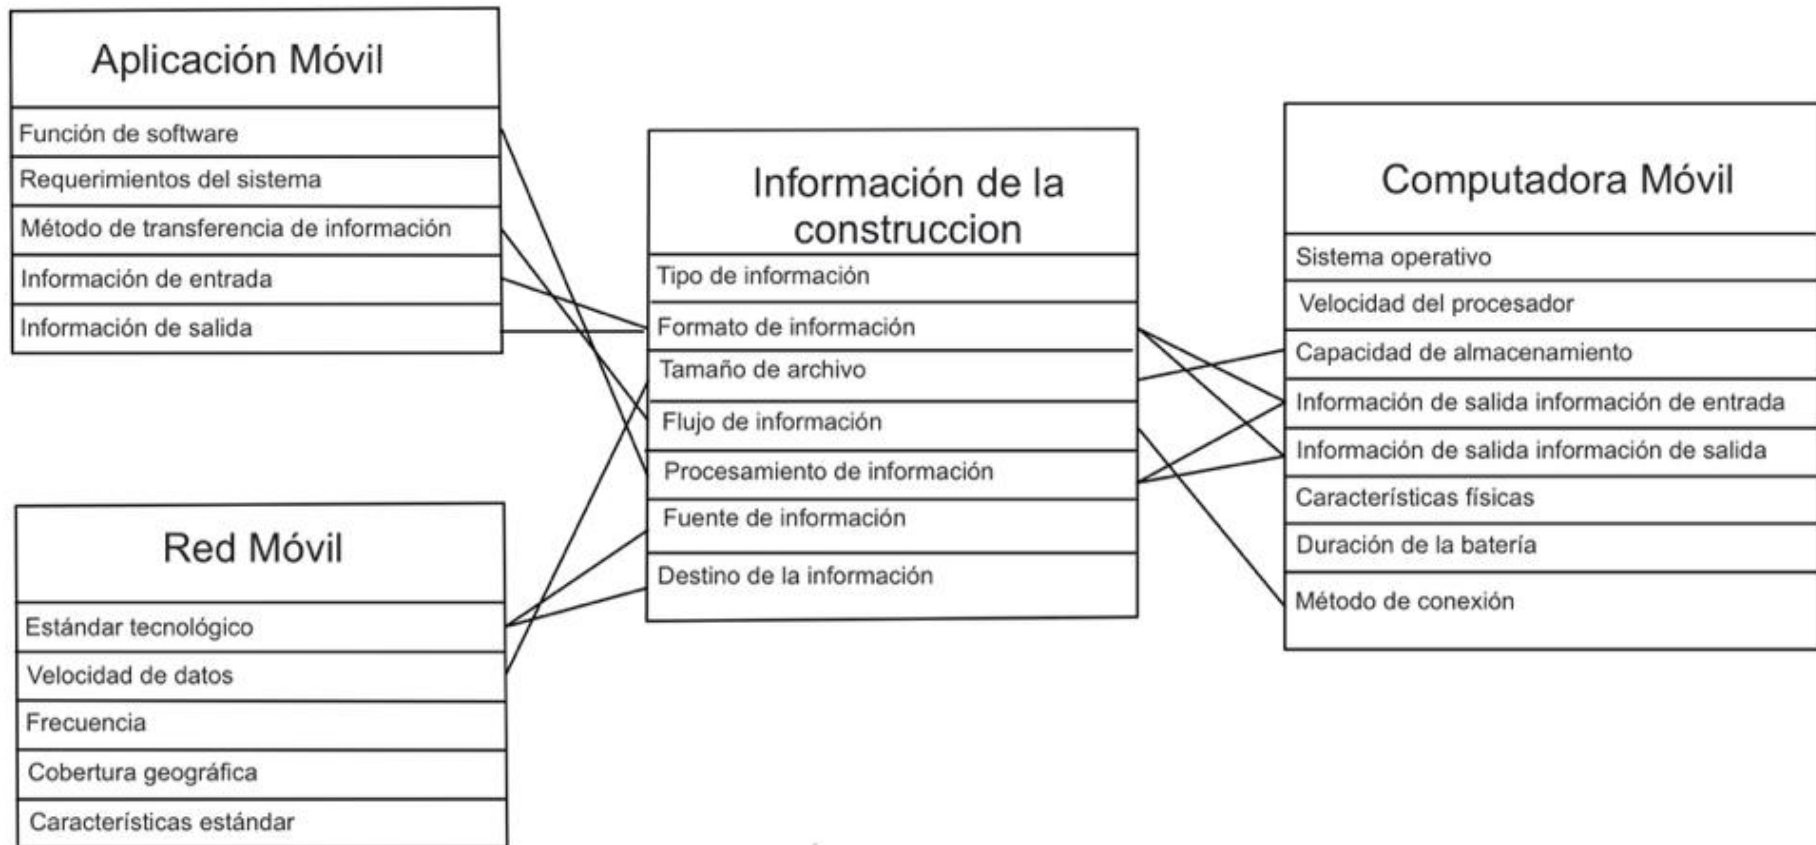 Aplicación Móvil
Función de software
Requerimientos del sistema
Método de transferencia de información
Información de entrada
Información de salida
Red Móvil
Estándar tecnológico
Velocidad de datos
Frecuencia
Cobertura geográfica
Características estándar
Información de la
construccion
Tipo de información
Formato de información
Tamaño de archivo
Flujo de información
Procesamiento de información
Fuente de información
Destino de la información
Computadora Móvil
Sistema operativo
Velocidad del procesador
Capacidad de almacenamiento
Información de salida información de entrada
Información de salida información de salida
Características físicas
Duración de la batería
Método de conexión